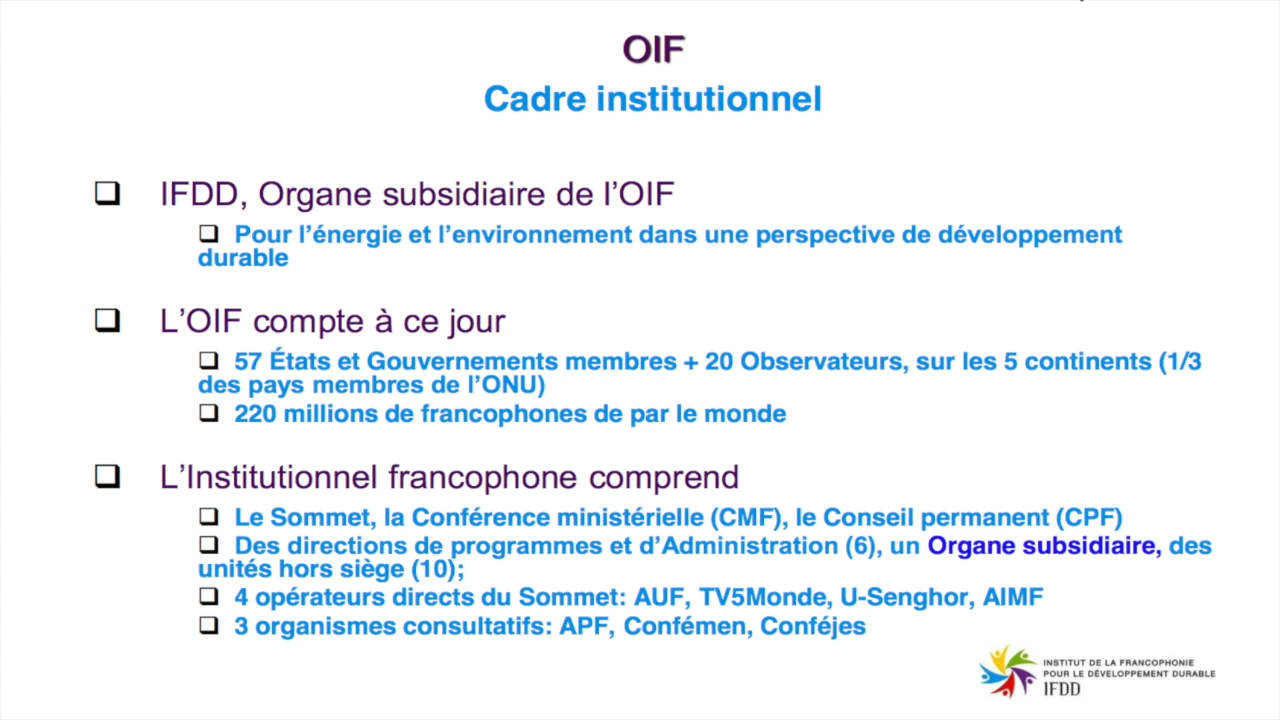 OIF
Cadre institutionnel
❑ IFDD, Organe subsidiaire de l’OIF
❑ Pour l’énergie et l’environnement dans une perspective de développement
durable
❑ L’OIF compte à ce jour
❑ 57 États et Gouvernements membres + 20 Observateurs, sur les 5 continents (1/3
des pays membres de l’ONU)
❑ 220 millions de francophones de par le monde
❑ L’Institutionnel francophone comprend
❑ Le Sommet, la Conférence ministérielle (CMF), le Conseil permanent (CPF)
❑ Des directions de programmes et d’Administration (6), un Organe subsidiaire, des
unités hors siège (10);
❑ 4 opérateurs directs du Sommet: AUF, TV5Monde, U-Senghor, AIMF
❑ 3 organismes consultatifs: APF, Confémen, Conféjes
INSTITUT DE LA FRANCOPHONIE
POUR LE DÉVELOPPEMENT DURABLE
IFDD